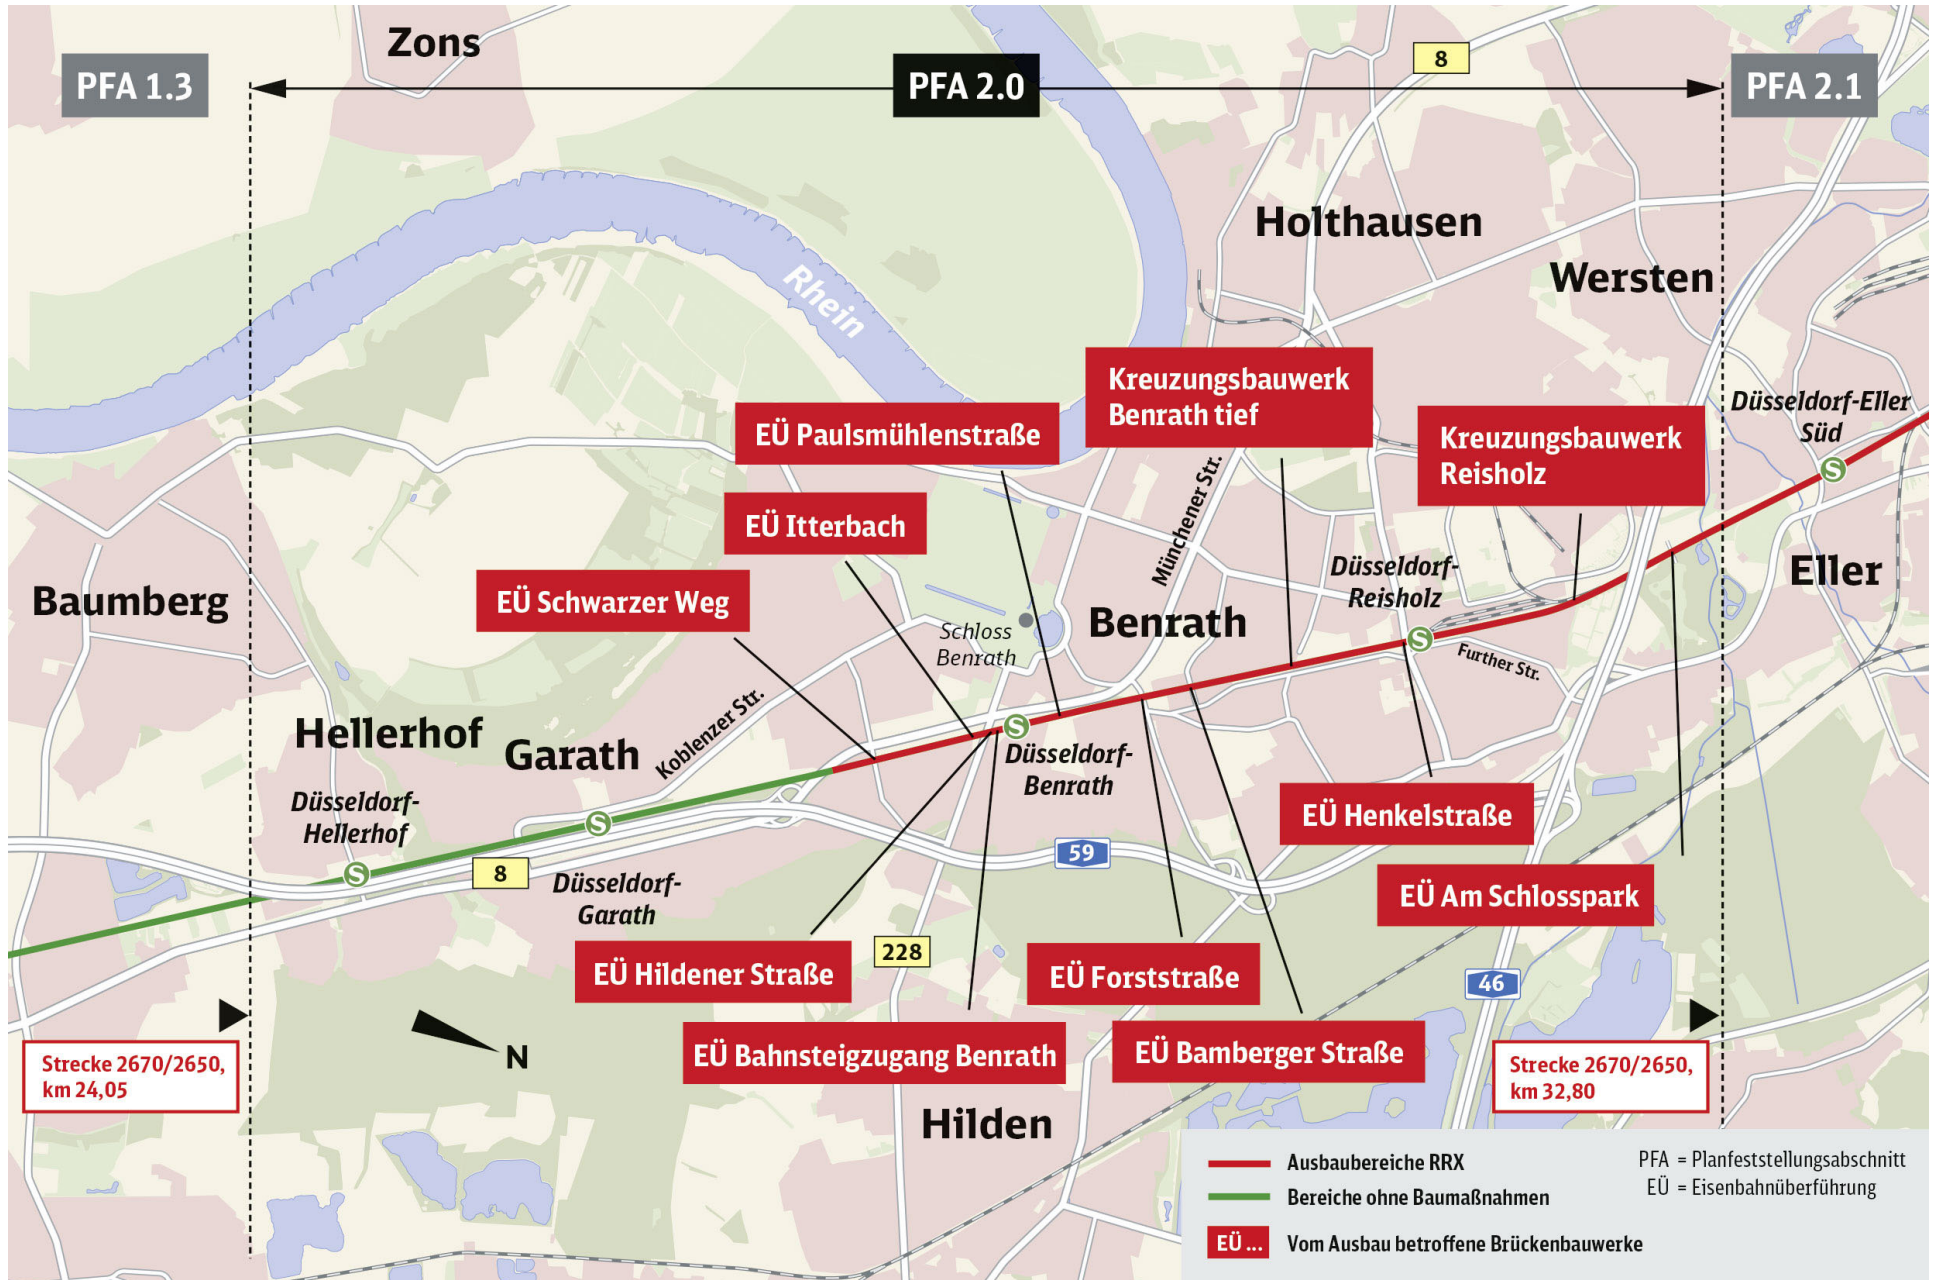 Zons
PFA 1.3
PFA 2.0
8
PFA 2.1
Holthausen
Wersten
Rhein
Kreuzungsbauwerk
Benrath tief
EÜ Paulsmühlenstraße
Düsseldorf-Eller
Süd
S
Kreuzungsbauwerk
Reisholz
Münchener Str.
EÜ Itterbach
Düsseldorf-
Reisholz
Eller
EÜ Schwarzer Weg
Baumberg
Schloss
Benrath
Benrath
S
Further Str.
Koblenzer Str.
Hellerhof
Garath
S
Düsseldorf-
Benrath
Düsseldorf-
Hellerhof
S
EÜ Henkelstraße
S
8
59
Düsseldorf-
Garath
EÜ Am Schlosspark
228
EÜ Hildener Straße
EÜ Forststraße
46
N
EÜ Bahnsteigzugang Benrath
EÜ Bamberger Straße
Strecke 2670/2650,
km 24,05
Strecke 2670/2650,
km 32,80
Hilden
Ausbaubereiche RRX
Bereiche ohne Baumaßnahmen
EÜ ... Vom Ausbau betroffene Brückenbauwerke
PFA = Planfeststellungsabschnitt
EÜ = Eisenbahnüberführung